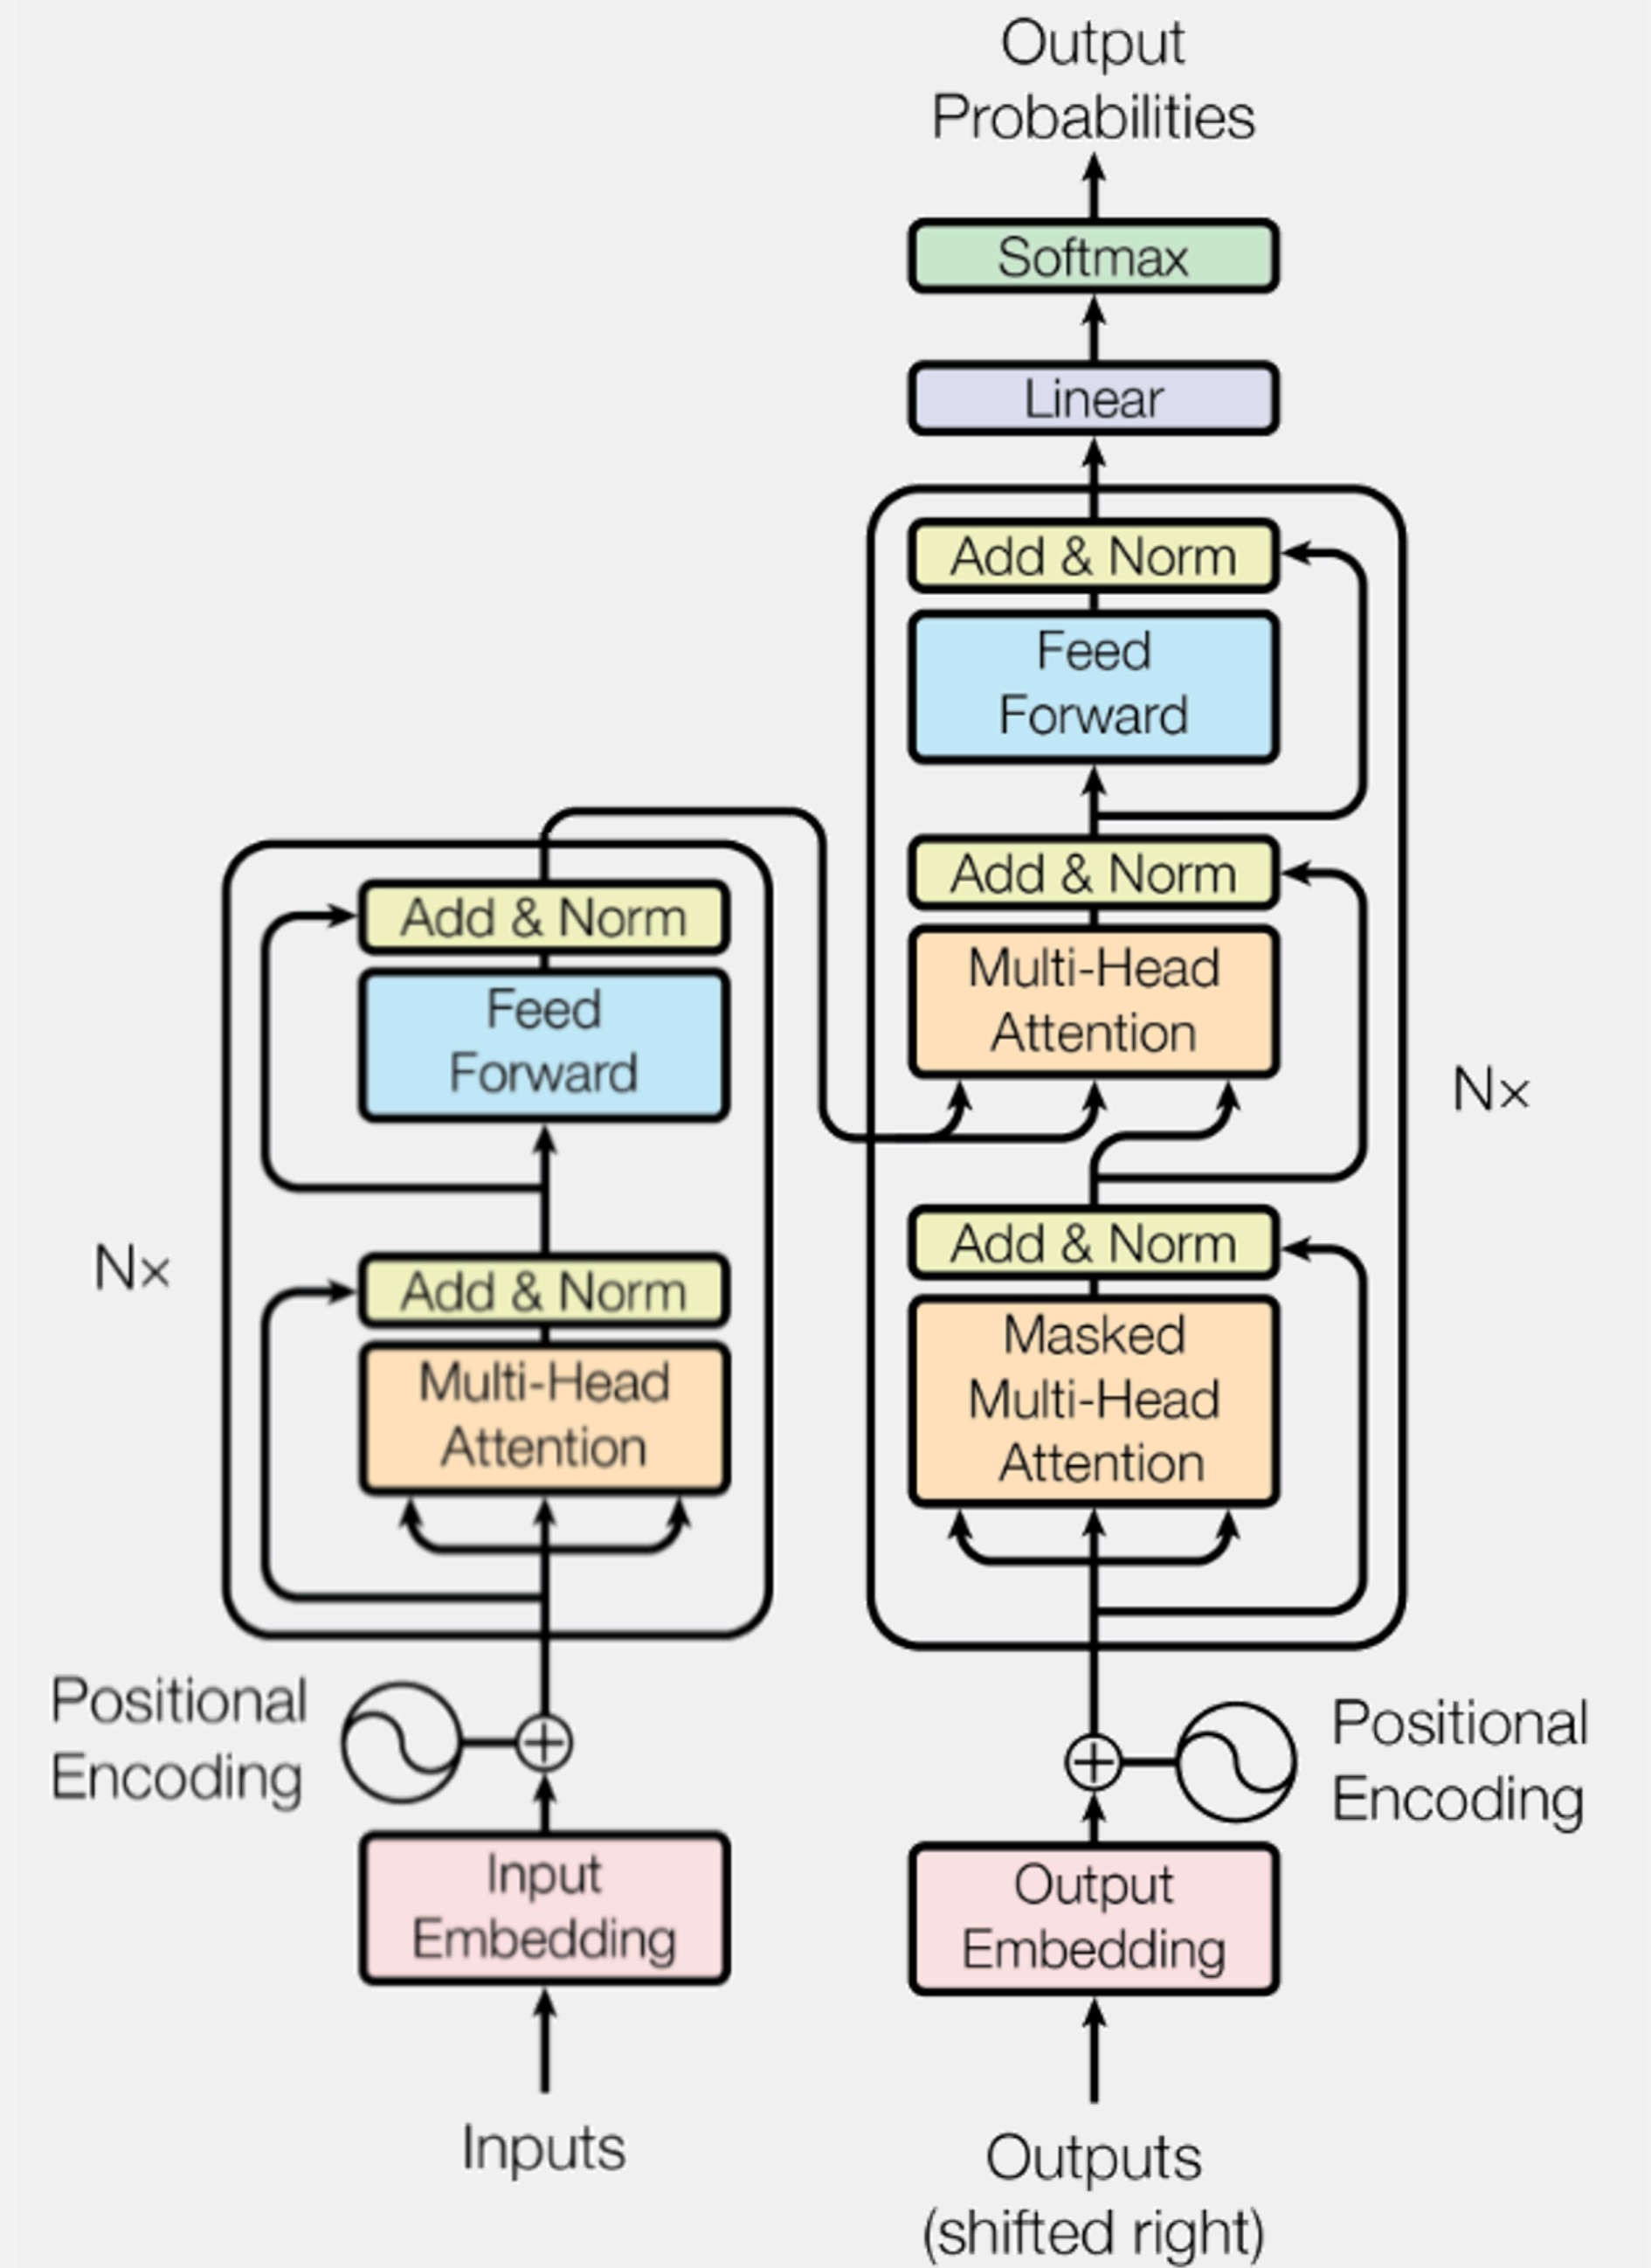 Output
Probabilities
Softmax
Linear
Add & Norm
Feed
Forward
Add & Norm
Multi-Head
Attention
N×
Add & Norm
Masked
Multi-Head
Attention
Add & Norm
Feed
Forward
N×
Add & Norm
Multi-Head
Attention
Positional
Encoding
Positional
Encoding
Input
Embedding
Output
Embedding
Inputs
Outputs
(shifted right)